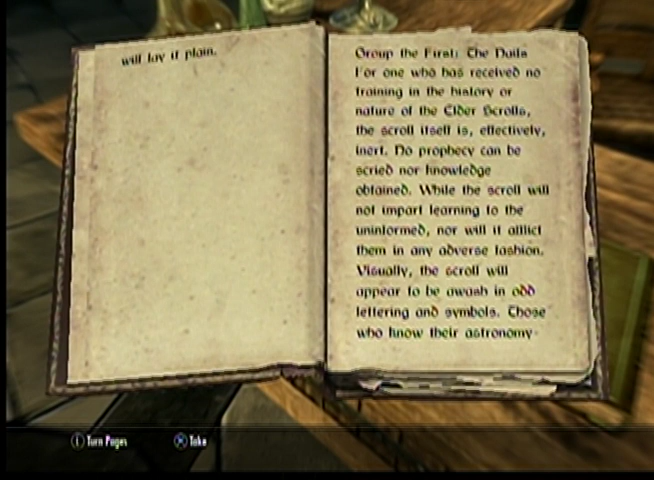 will lay it plain.
Group the First: The Naifs
For one who has received no
training in the history or
nature of the Elder Scrolls,
the scroll itself is, effectively,
inert. No prophecy can be
scried nor knowledge
obtained. While the scroll will
not impart learning to the
uninformed, nor will it afflict
them in any adverse fashion.
Visually, the scroll will
appear to be awash in odd
lettering and symbols. Those
who know their astronomy
L Turn Pages
X Take